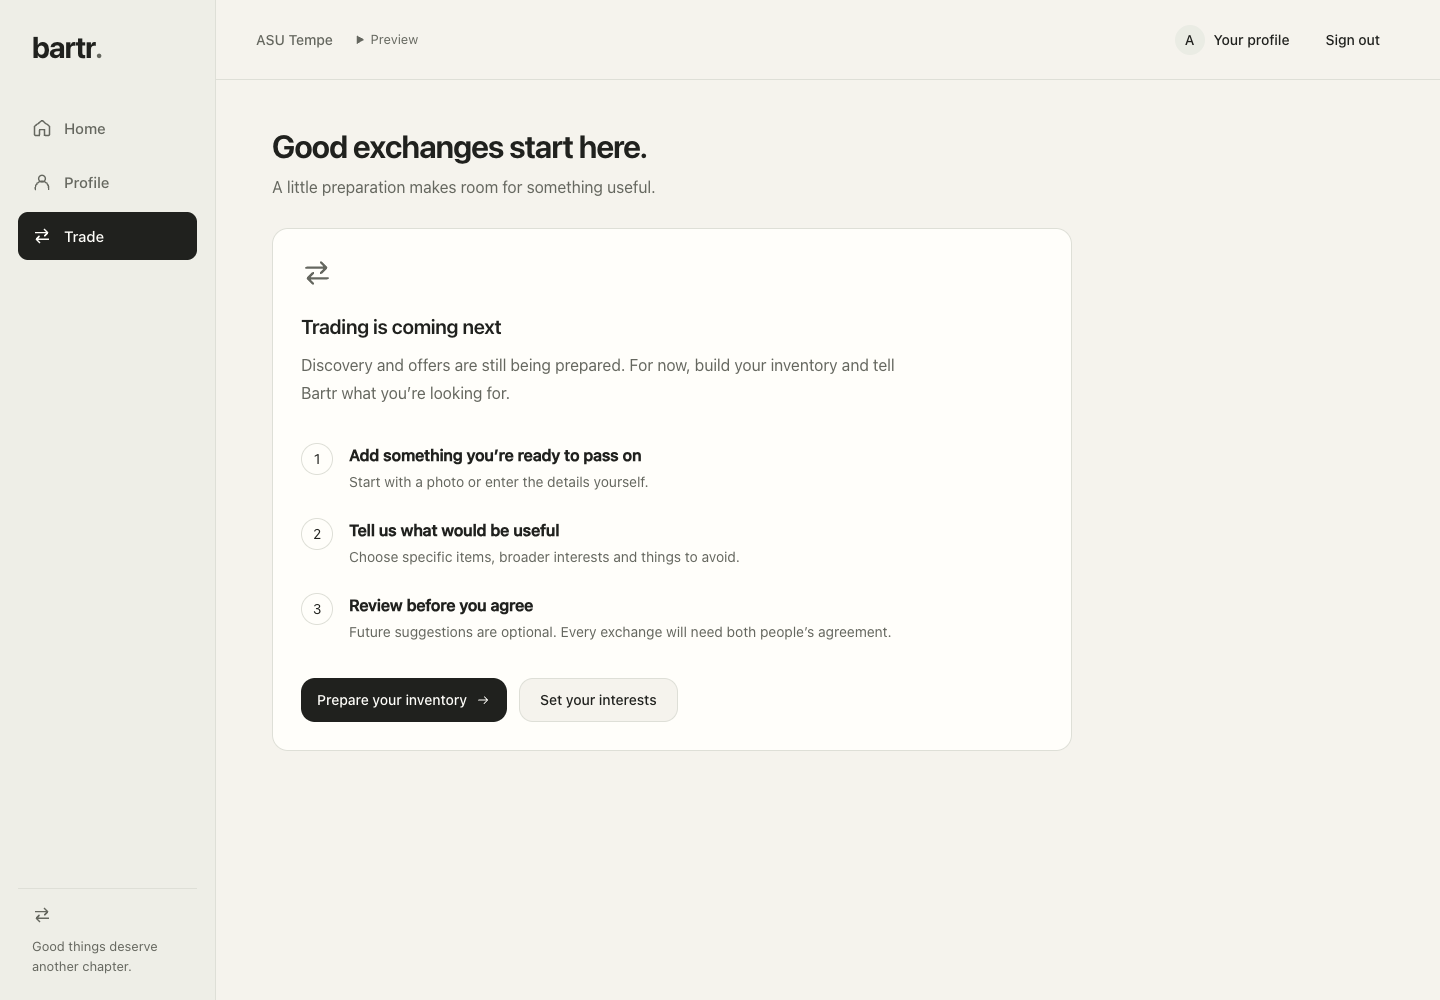 bartr.
Home
Profile
Trade
Good things deserve
another chapter.
ASU Tempe
Preview
A
Your profile
Sign out
Good exchanges start here.
A little preparation makes room for something useful.
Trading is coming next
Discovery and offers are still being prepared. For now, build your inventory and tell
Bartr what you’re looking for.
1
Add something you’re ready to pass on
Start with a photo or enter the details yourself.
2
Tell us what would be useful
Choose specific items, broader interests and things to avoid.
3
Review before you agree
Future suggestions are optional. Every exchange will need both people’s agreement.
Prepare your inventory →
Set your interests